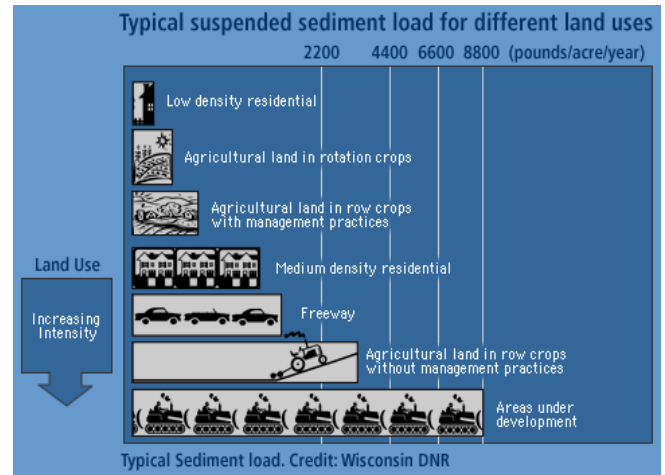 Typical suspended sediment load for different land uses
2200 4400 6600 8800 (pounds/acre/year)
Low density residential
Agricultural land in rotation crops
Agricultural land in row crops
with management practices
Land Use
Medium density residential
Increasing
Intensity
Freeway
Agricultural land in row crops
without management practices
Areas under
development
Typical Sediment load. Credit: Wisconsin DNR